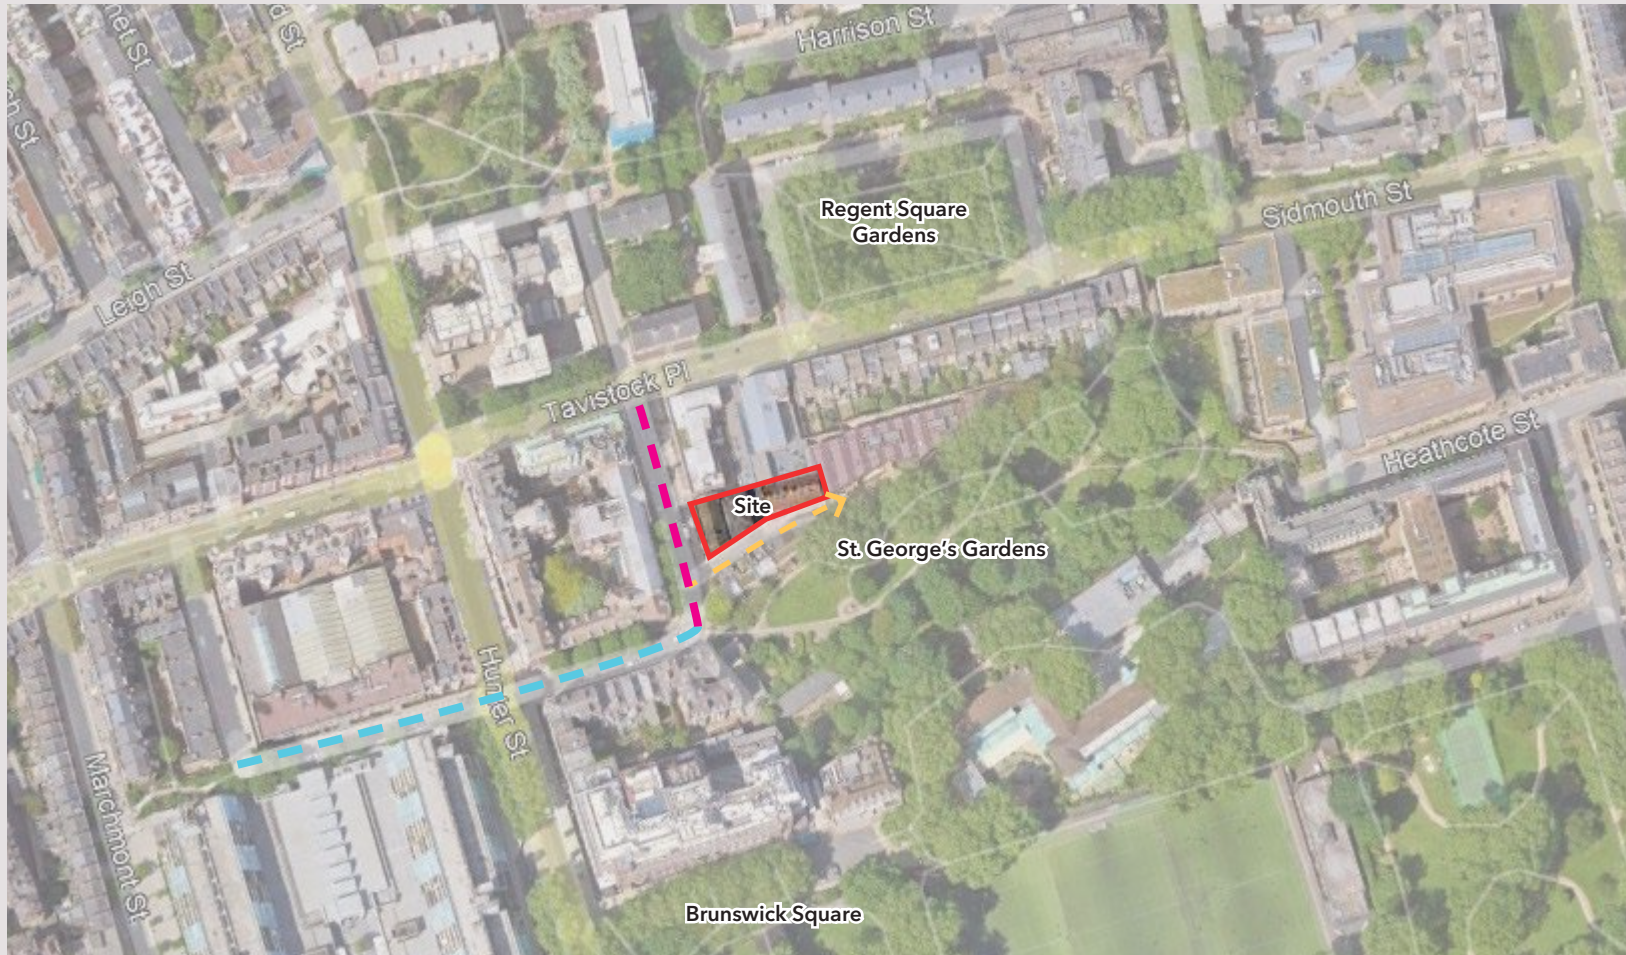 Harrison St
Regent Square
Gardens
Sidmouth St
Leigh St
Tavistock Pl
Heathcote St
Site
St. George's Gardens
Hunter St
Marchmont St
Brunswick Square